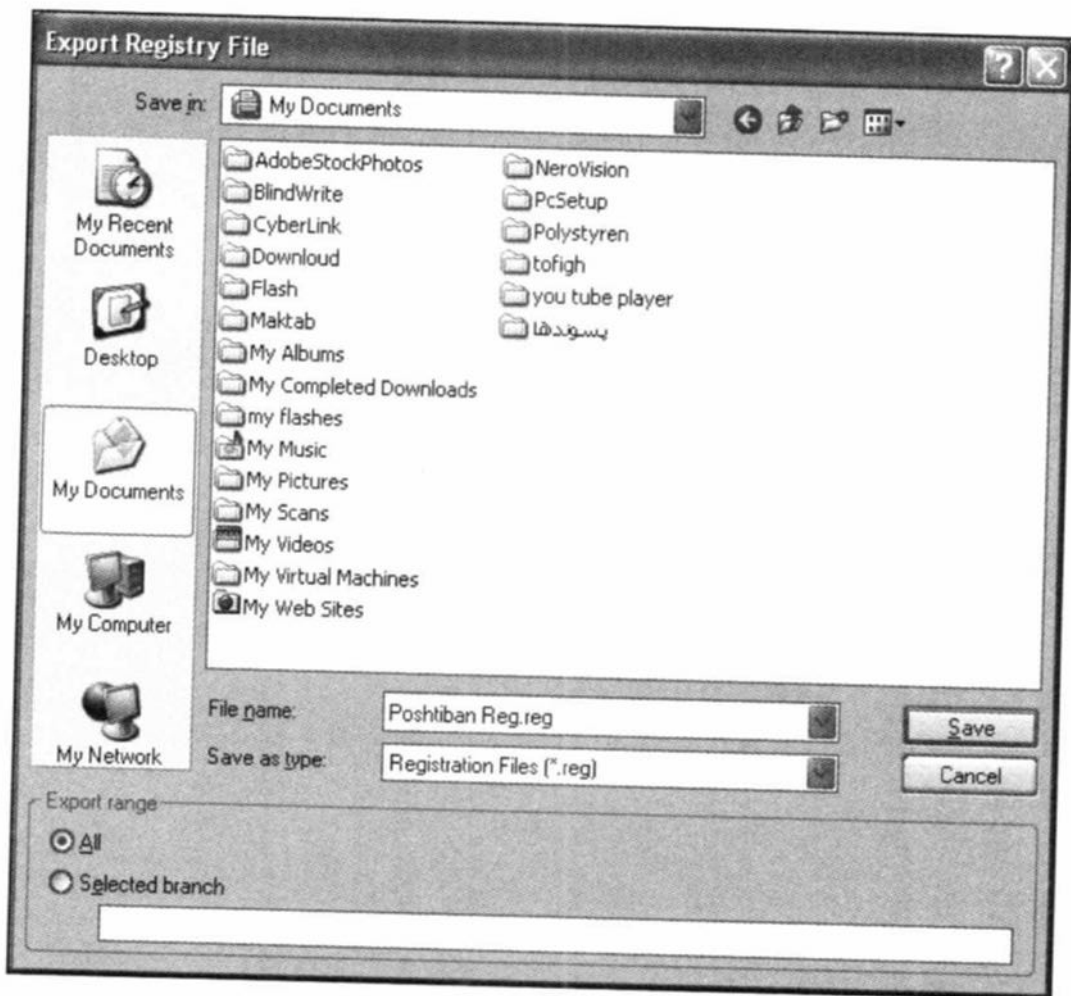 Export Registry File
Save in: My Documents
My Recent Documents
Desktop
My Documents
My Computer
My Network
AdobeStockPhotos
BlindWrite
CyberLink
Downloud
Flash
Maktab
My Albums
My Completed Downloads
my flashes
My Music
My Pictures
My Scans
My Videos
My Virtual Machines
My Web Sites
NeroVision
PcSetup
Polystyren
tofigh
you tube player
پسوندها
File name: Poshtiban Reg.reg
Save
Save as type: Registration Files (*.reg)
Cancel
Export range
All
Selected branch